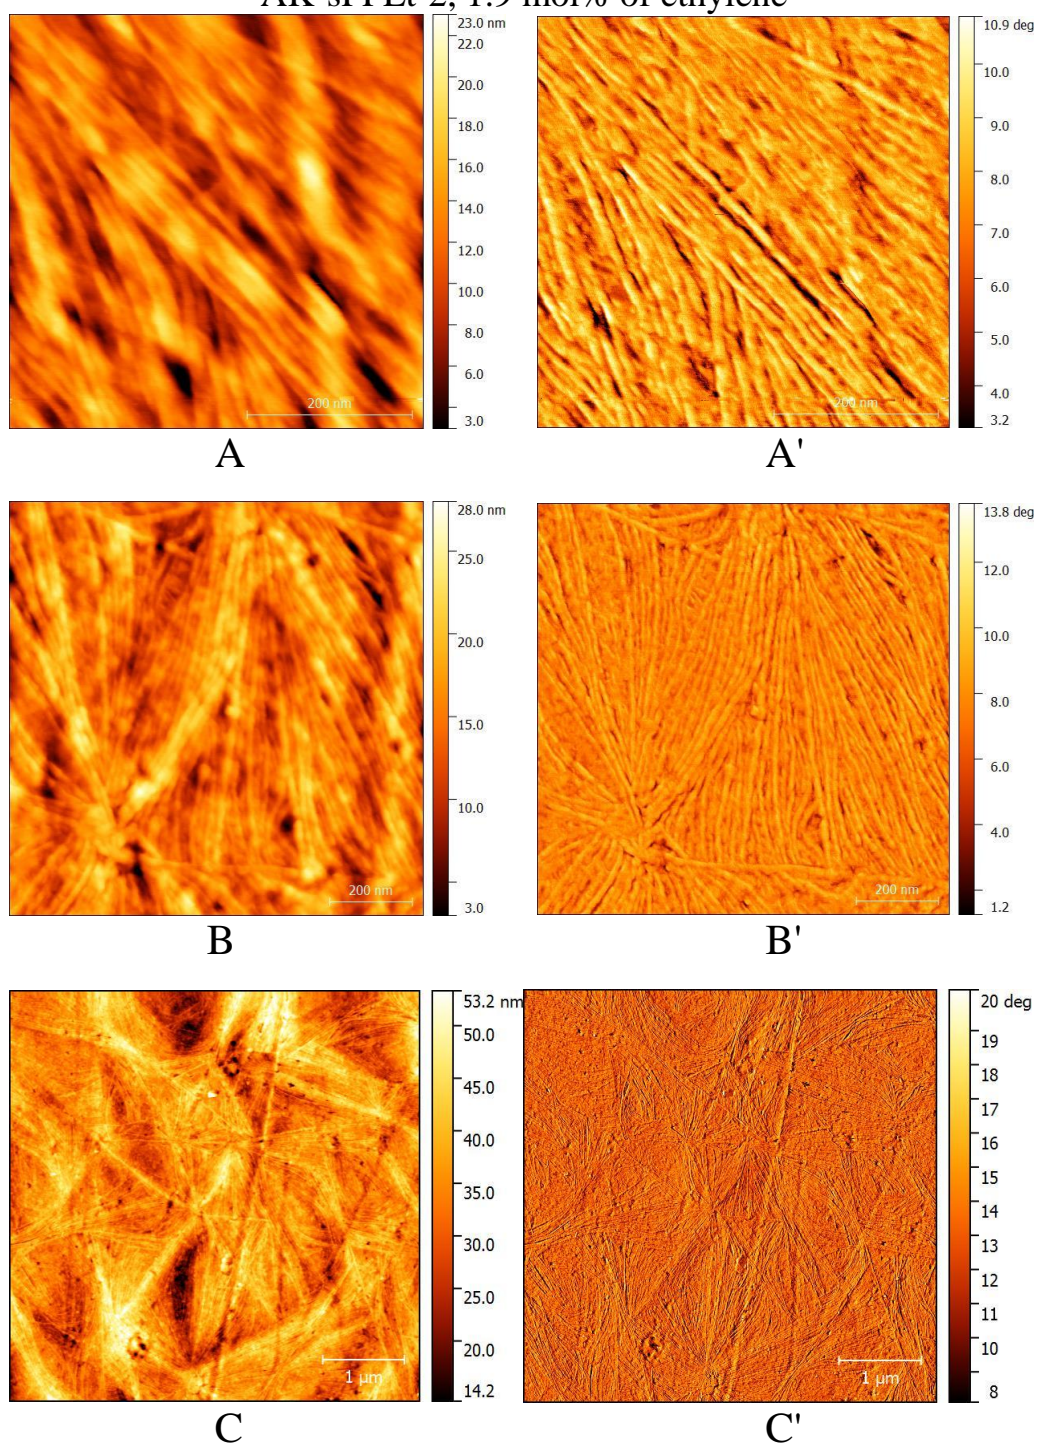 AK-sPPEt-2, 1.9 mol% of ethylene
23.0 nm
22.0
20.0
18.0
16.0
14.0
12.0
10.0
8.0
6.0
3.0
200 nm
A
10.9 deg
10.0
9.0
8.0
7.0
6.0
5.0
4.0
3.2
200 nm
A'
28.0 nm
25.0
20.0
15.0
10.0
3.0
200 nm
B
13.8 deg
12.0
10.0
8.0
6.0
4.0
1.2
200 nm
B'
53.2 nm
50.0
45.0
40.0
35.0
30.0
25.0
20.0
14.2
1 µm
C
20 deg
19
18
17
16
15
14
13
12
11
10
8
1 µm
C'